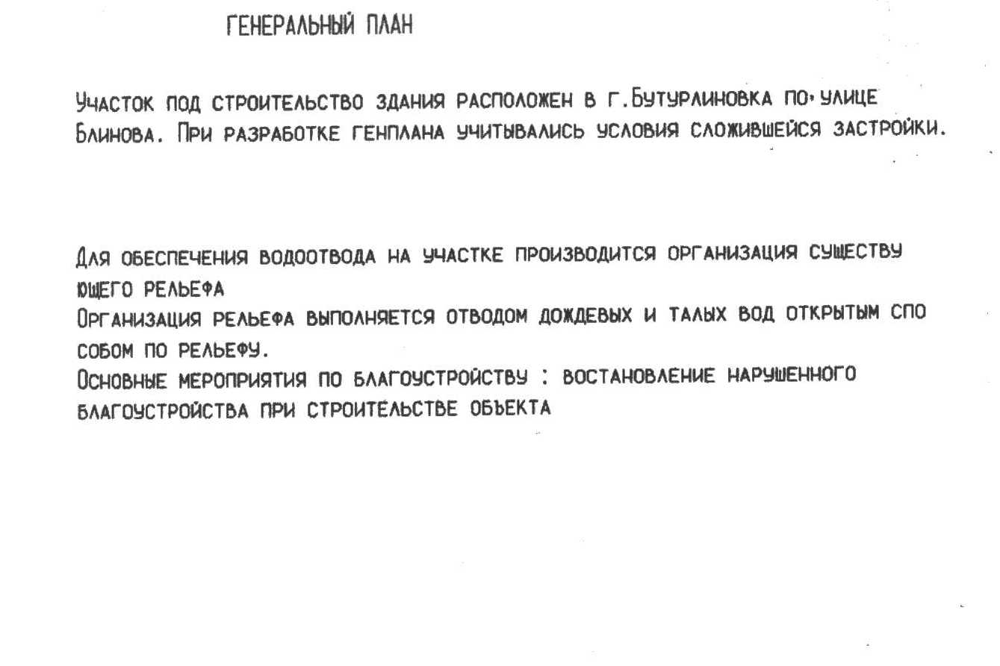 ГЕНЕРАЛЬНЫЙ ПЛАН
Участок под строительство здания расположен в г.Бутурлиновка по улице
Блинова. При разработке генплана учитывались условия сложившейся застройки.
Для обеспечения водоотвода на участке производится организация существу
ющего рельефа
Организация рельефа выполняется отводом дождевых и талых вод открытым спо
собом по рельефу.
Основные мероприятия по благоустройству : востановление нарушенного
благоустройства при строительстве объекта